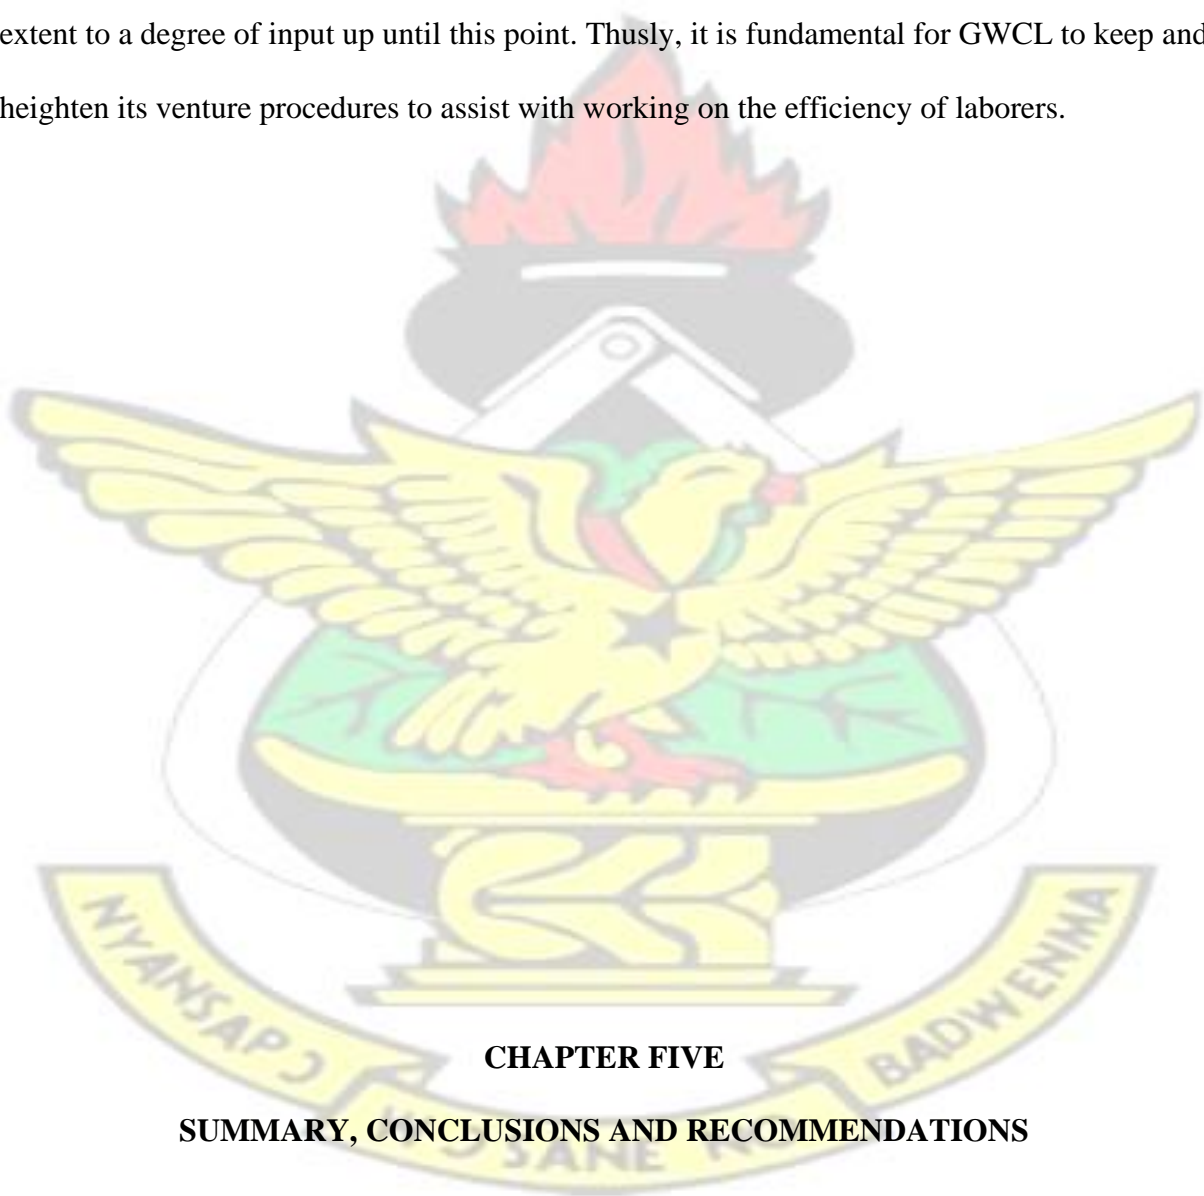 extent to a degree of input up until this point. Thusly, it is fundamental for GWCL to keep and
heighten its venture procedures to assist with working on the efficiency of laborers.
NYANSAPƆ
SANE NO
BADWENMA
CHAPTER FIVE
SUMMARY, CONCLUSIONS AND RECOMMENDATIONS